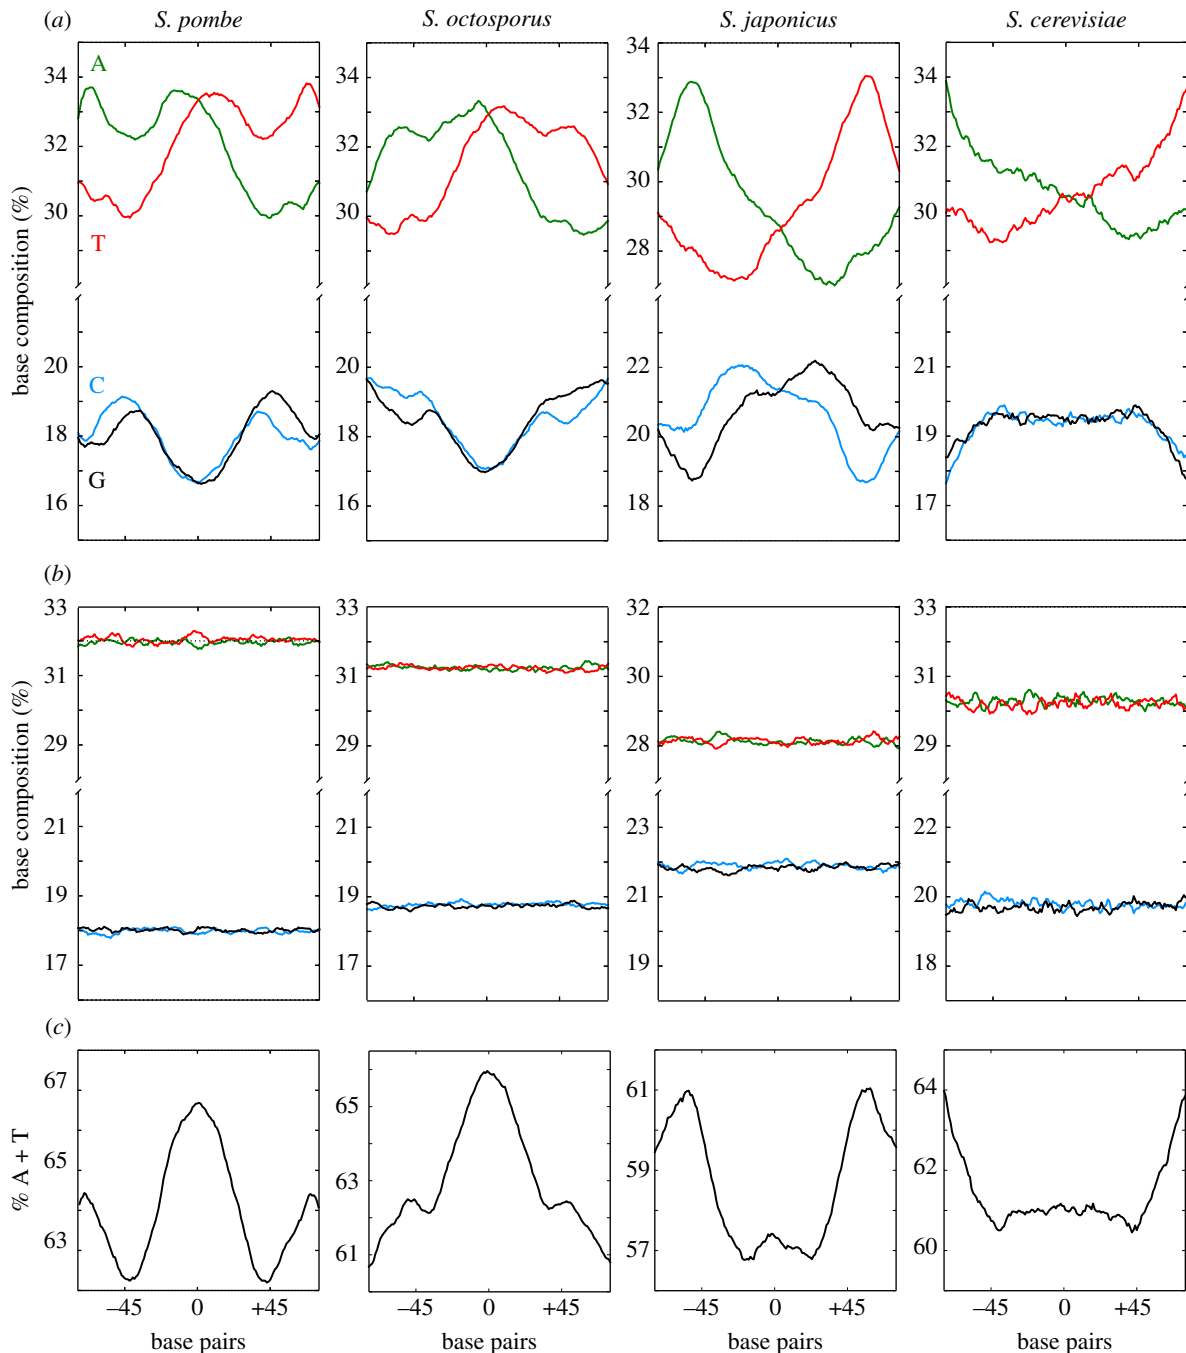 (a) S. pombe S. octosporus S. japonicus S. cerevisiae
base composition (%)
A
T
C
G
34 32 30 20 18 16
34 32 30 20 18 16
34 32 30 28 22 20 18
34 32 30 21 19 17
(b)
base composition (%)
33 31 29 21 19 17
33 31 29 21 19 17
32 30 28 23 21 19
33 31 29 22 20 18
(c)
% A + T
67 65 63
65 63 61
61 59 57
64 62 60
–45 0 +45 –45 0 +45 –45 0 +45 –45 0 +45
base pairs base pairs base pairs base pairs